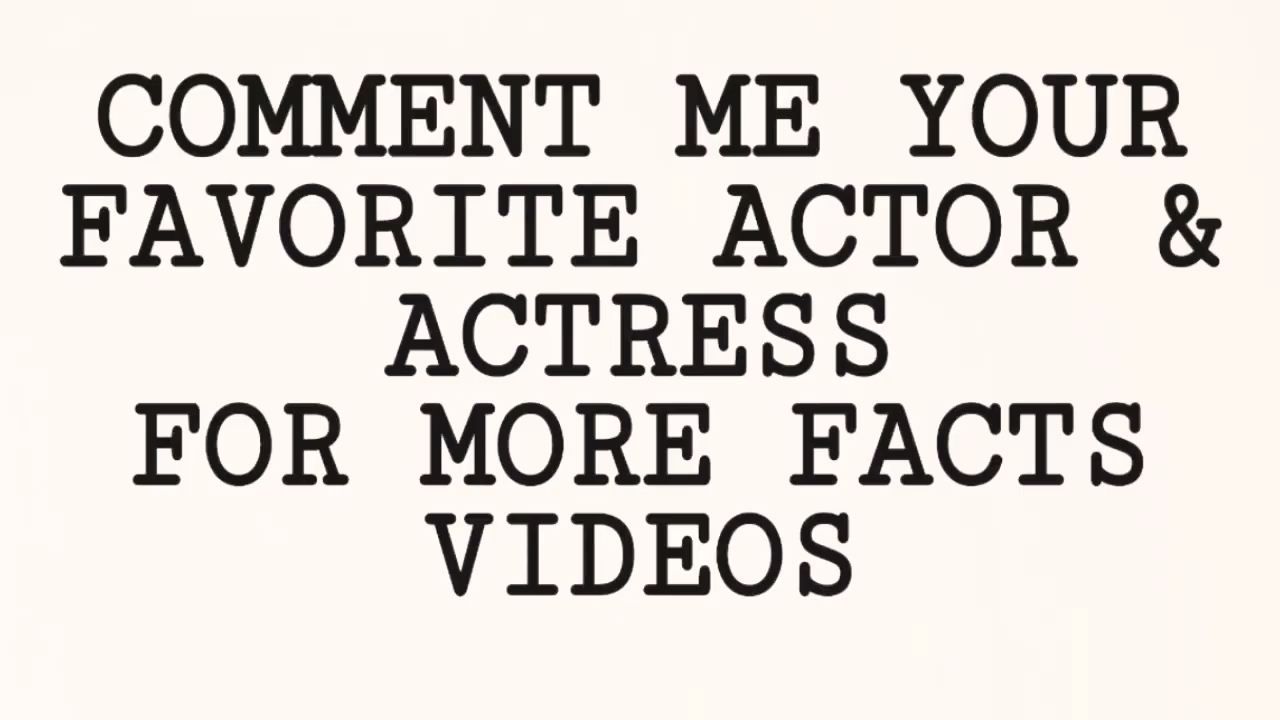 COMMENT ME YOUR
FAVORITE ACTOR &
ACTRESS
FOR MORE FACTS
VIDEOS